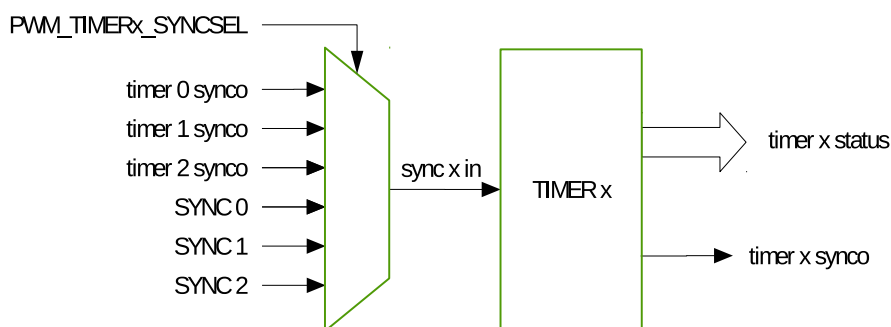 PWM_TIMERx_SYNCSEL
timer 0 synco
timer 1 synco
timer 2 synco
SYNC 0
SYNC 1
SYNC 2
sync x in
TIMER x
timer x status
timer x synco